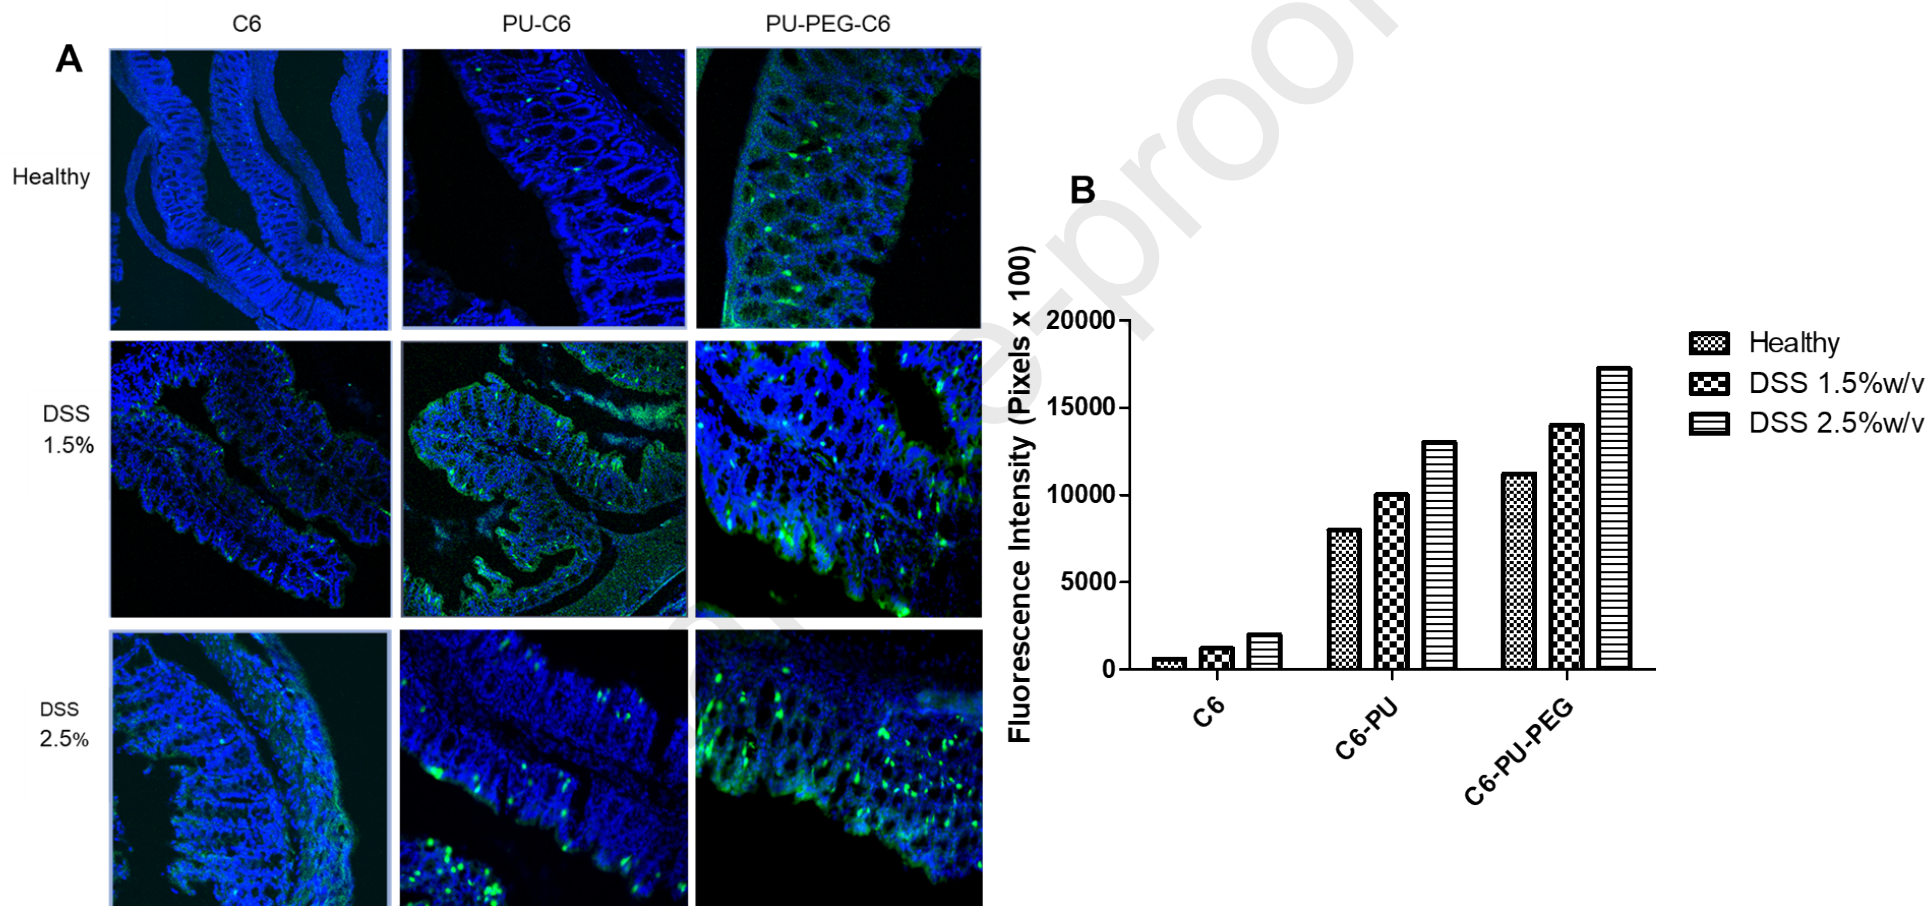 C6
PU-C6
PU-PEG-C6
A
Healthy
DSS
1.5%
DSS
2.5%
B
Fluorescence Intensity (Pixels x 100)
20000
15000
10000
5000
0
C6
C6-PU
C6-PU-PEG
Healthy
DSS 1.5%w/v
DSS 2.5%w/v
e-proof